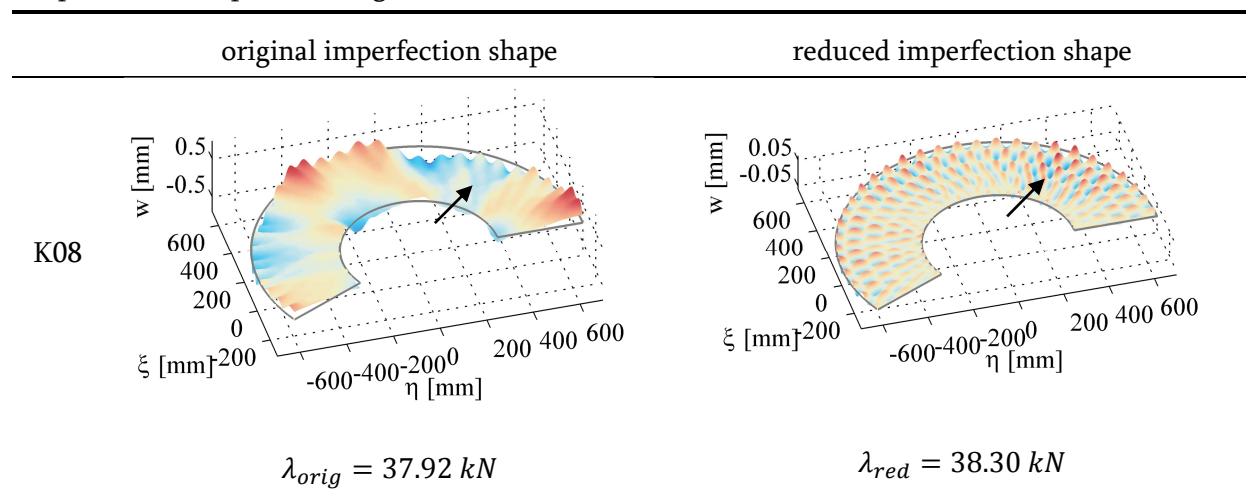 original imperfection shape reduced imperfection shape
K08
w [mm]
0.5
-0.5
600
400
200
0
-200
ξ [mm]
-600 -400 -200 0 200 400 600
η [mm]
w [mm]
0.05
-0.05
600
400
200
0
-200
ξ [mm]
-600 -400 -200 0 200 400 600
η [mm]
λorig = 37.92 kN λred = 38.30 kN